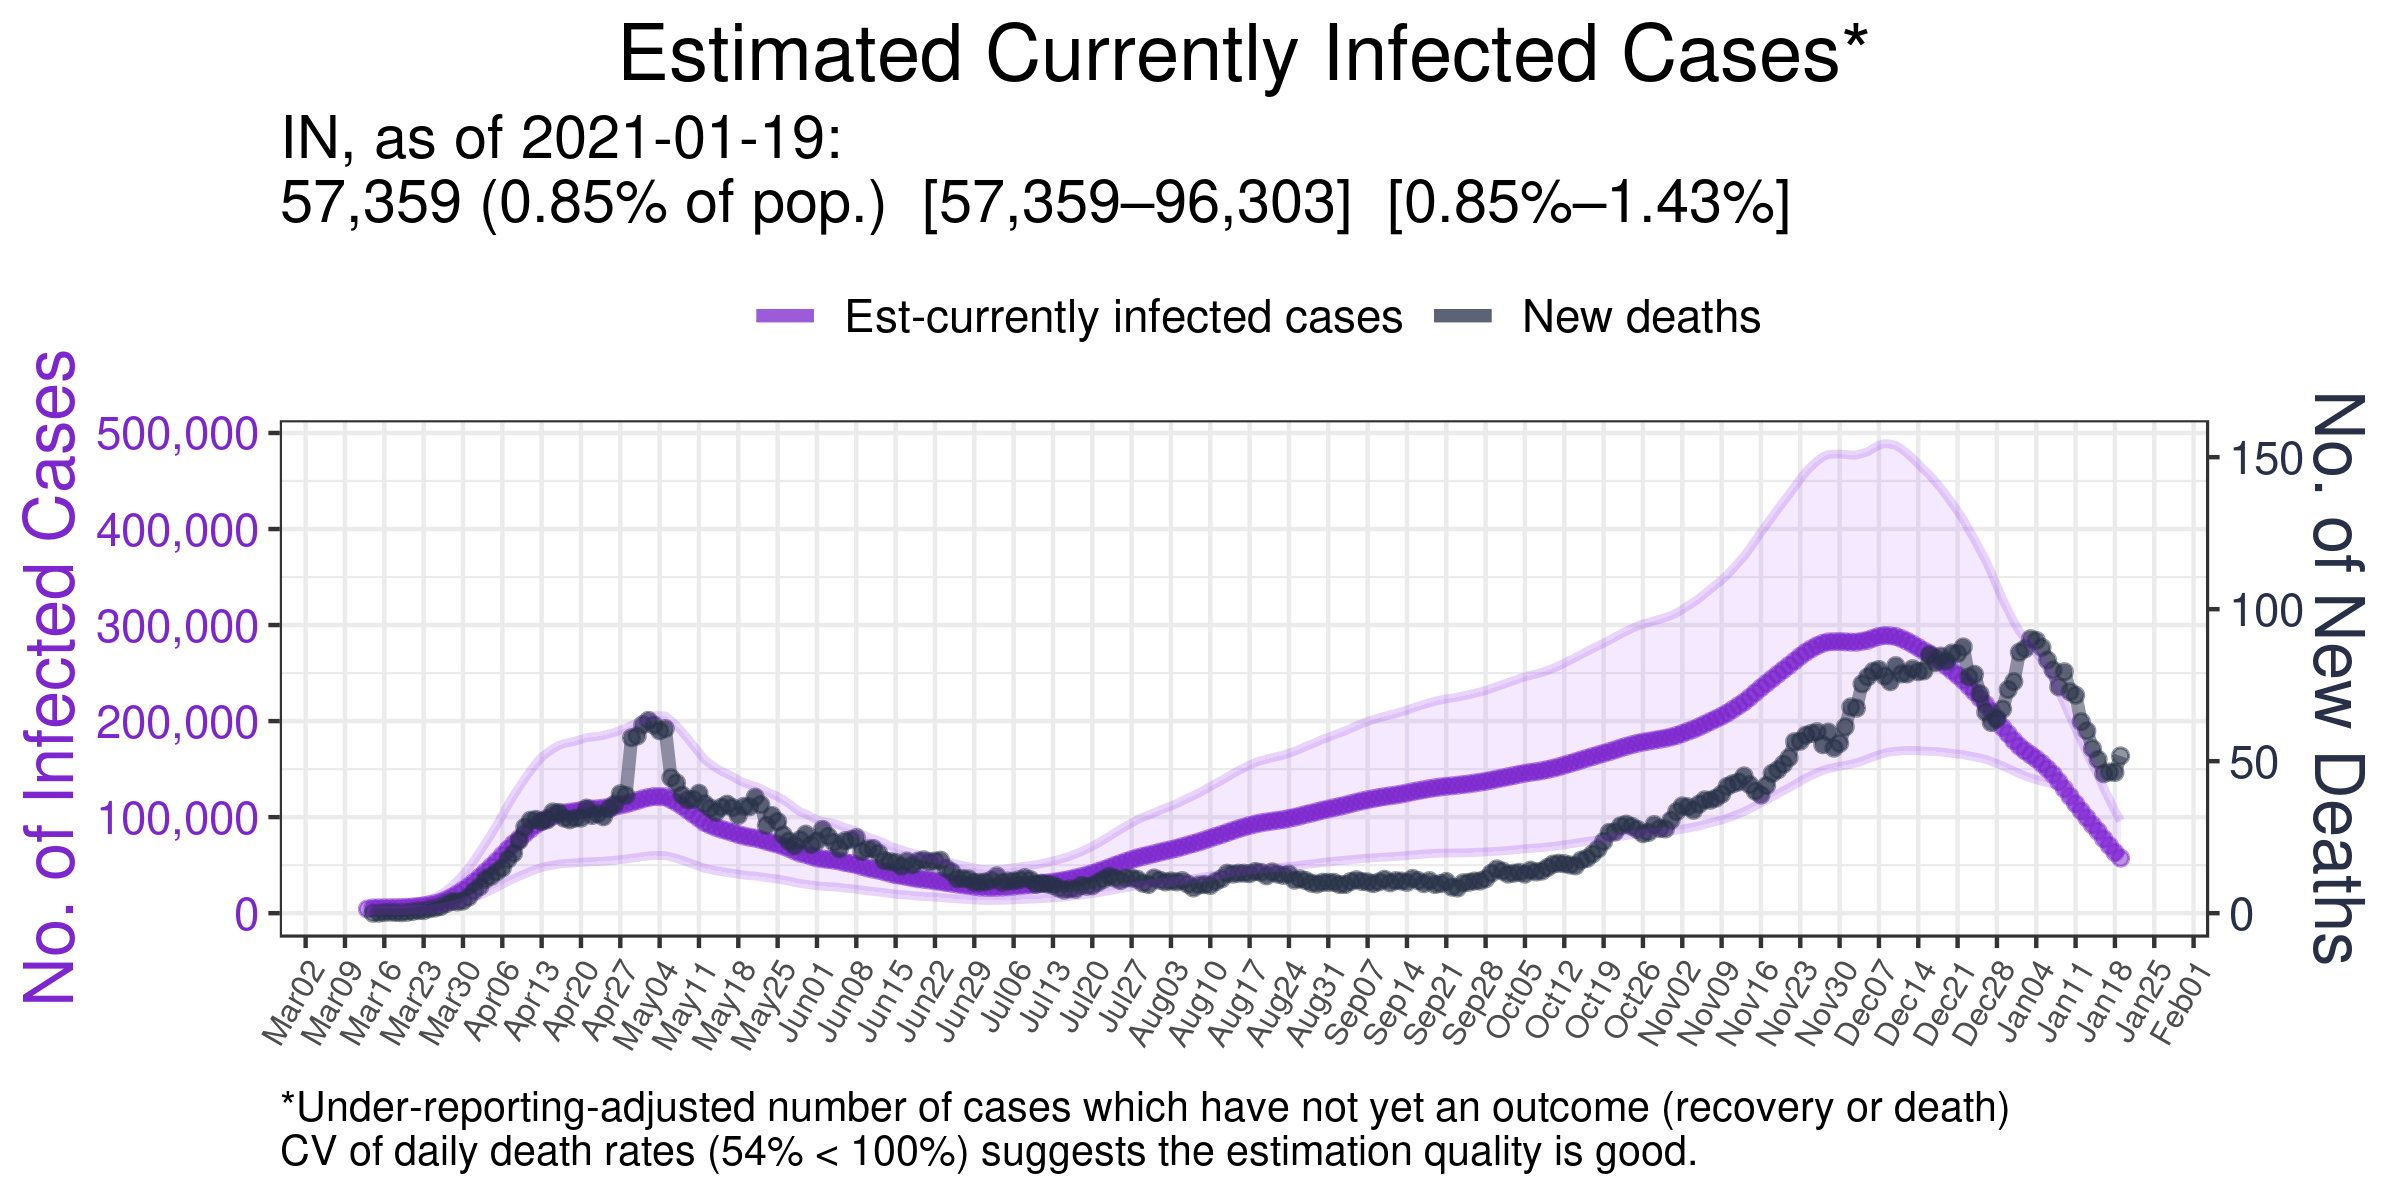 Estimated Currently Infected Cases*
IN, as of 2021-01-19:
57,359 (0.85% of pop.)  [57,359–96,303]  [0.85%–1.43%]
Est-currently infected cases
New deaths
No. of Infected Cases
500,000
400,000
300,000
200,000
100,000
0
150
100
50
0
No. of New Deaths
Mar02
Mar09
Mar16
Mar23
Mar30
Apr06
Apr13
Apr20
Apr27
May04
May11
May18
May25
Jun01
Jun08
Jun15
Jun22
Jun29
Jul06
Jul13
Jul20
Jul27
Aug03
Aug10
Aug17
Aug24
Aug31
Sep07
Sep14
Sep21
Sep28
Oct05
Oct12
Oct19
Oct26
Nov02
Nov09
Nov16
Nov23
Nov30
Dec07
Dec14
Dec21
Dec28
Jan04
Jan11
Jan18
Jan25
Feb01
*Under-reporting-adjusted number of cases which have not yet an outcome (recovery or death)
CV of daily death rates (54% < 100%) suggests the estimation quality is good.